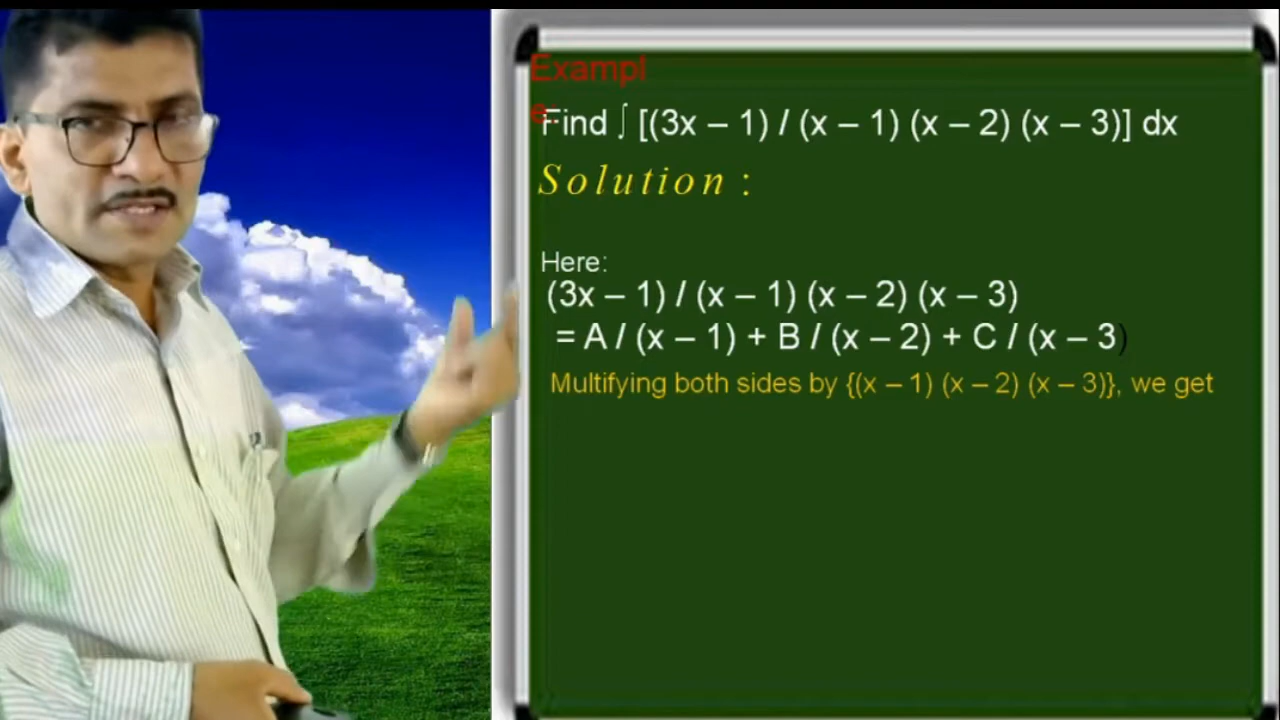 Exampl
e:
Find ∫ [(3x – 1) / (x – 1) (x – 2) (x – 3)] dx
Solution :
Here:
(3x – 1) / (x – 1) (x – 2) (x – 3)
= A / (x – 1) + B / (x – 2) + C / (x – 3)
Multifying both sides by {(x – 1) (x – 2) (x – 3)}, we get